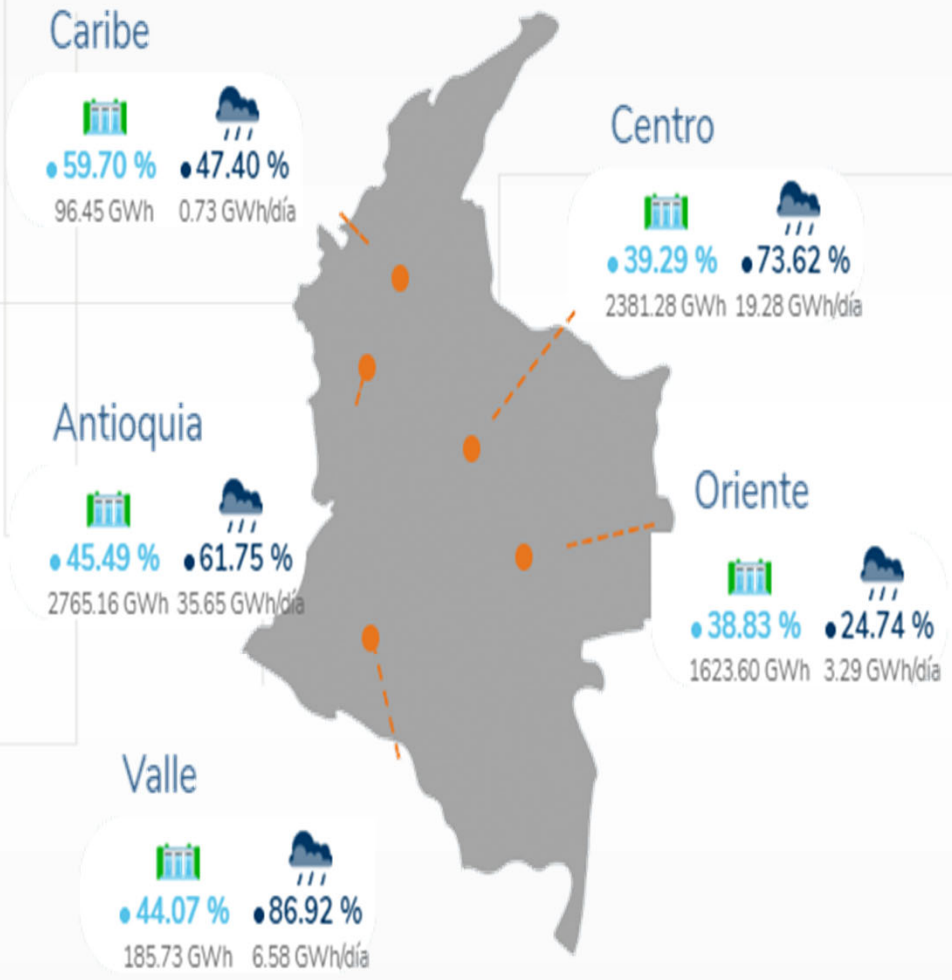 Caribe
59.70 % 47.40 %
96.45 GWh 0.73 GWh/día
Centro
39.29 % 73.62 %
2381.28 GWh 19.28 GWh/día
Antioquia
45.49 % 61.75 %
2765.16 GWh 35.65 GWh/día
Oriente
38.83 % 24.74 %
1623.60 GWh 3.29 GWh/día
Valle
44.07 % 86.92 %
185.73 GWh 6.58 GWh/día